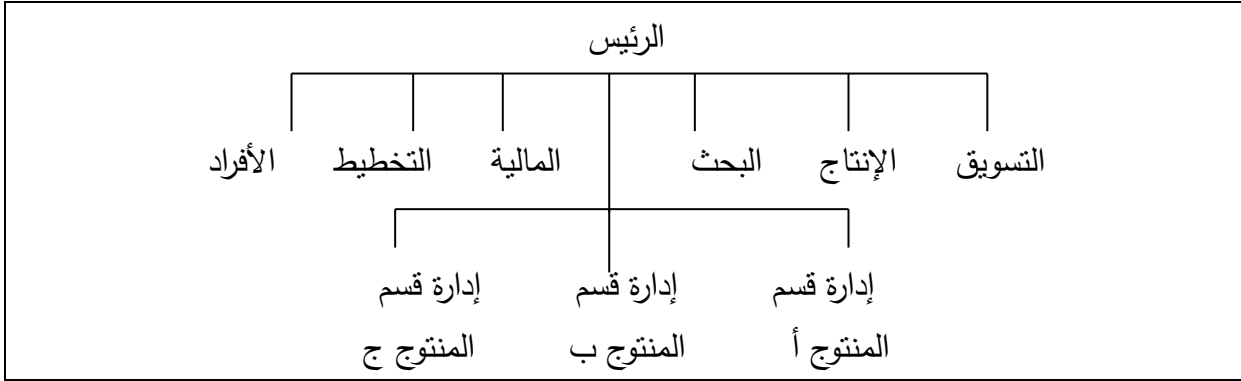 الرئيس
التسويق الإنتاج البحث المالية التخطيط الأفراد
إدارة قسم إدارة قسم إدارة قسم
المنتوج أ المنتوج ب المنتوج ج